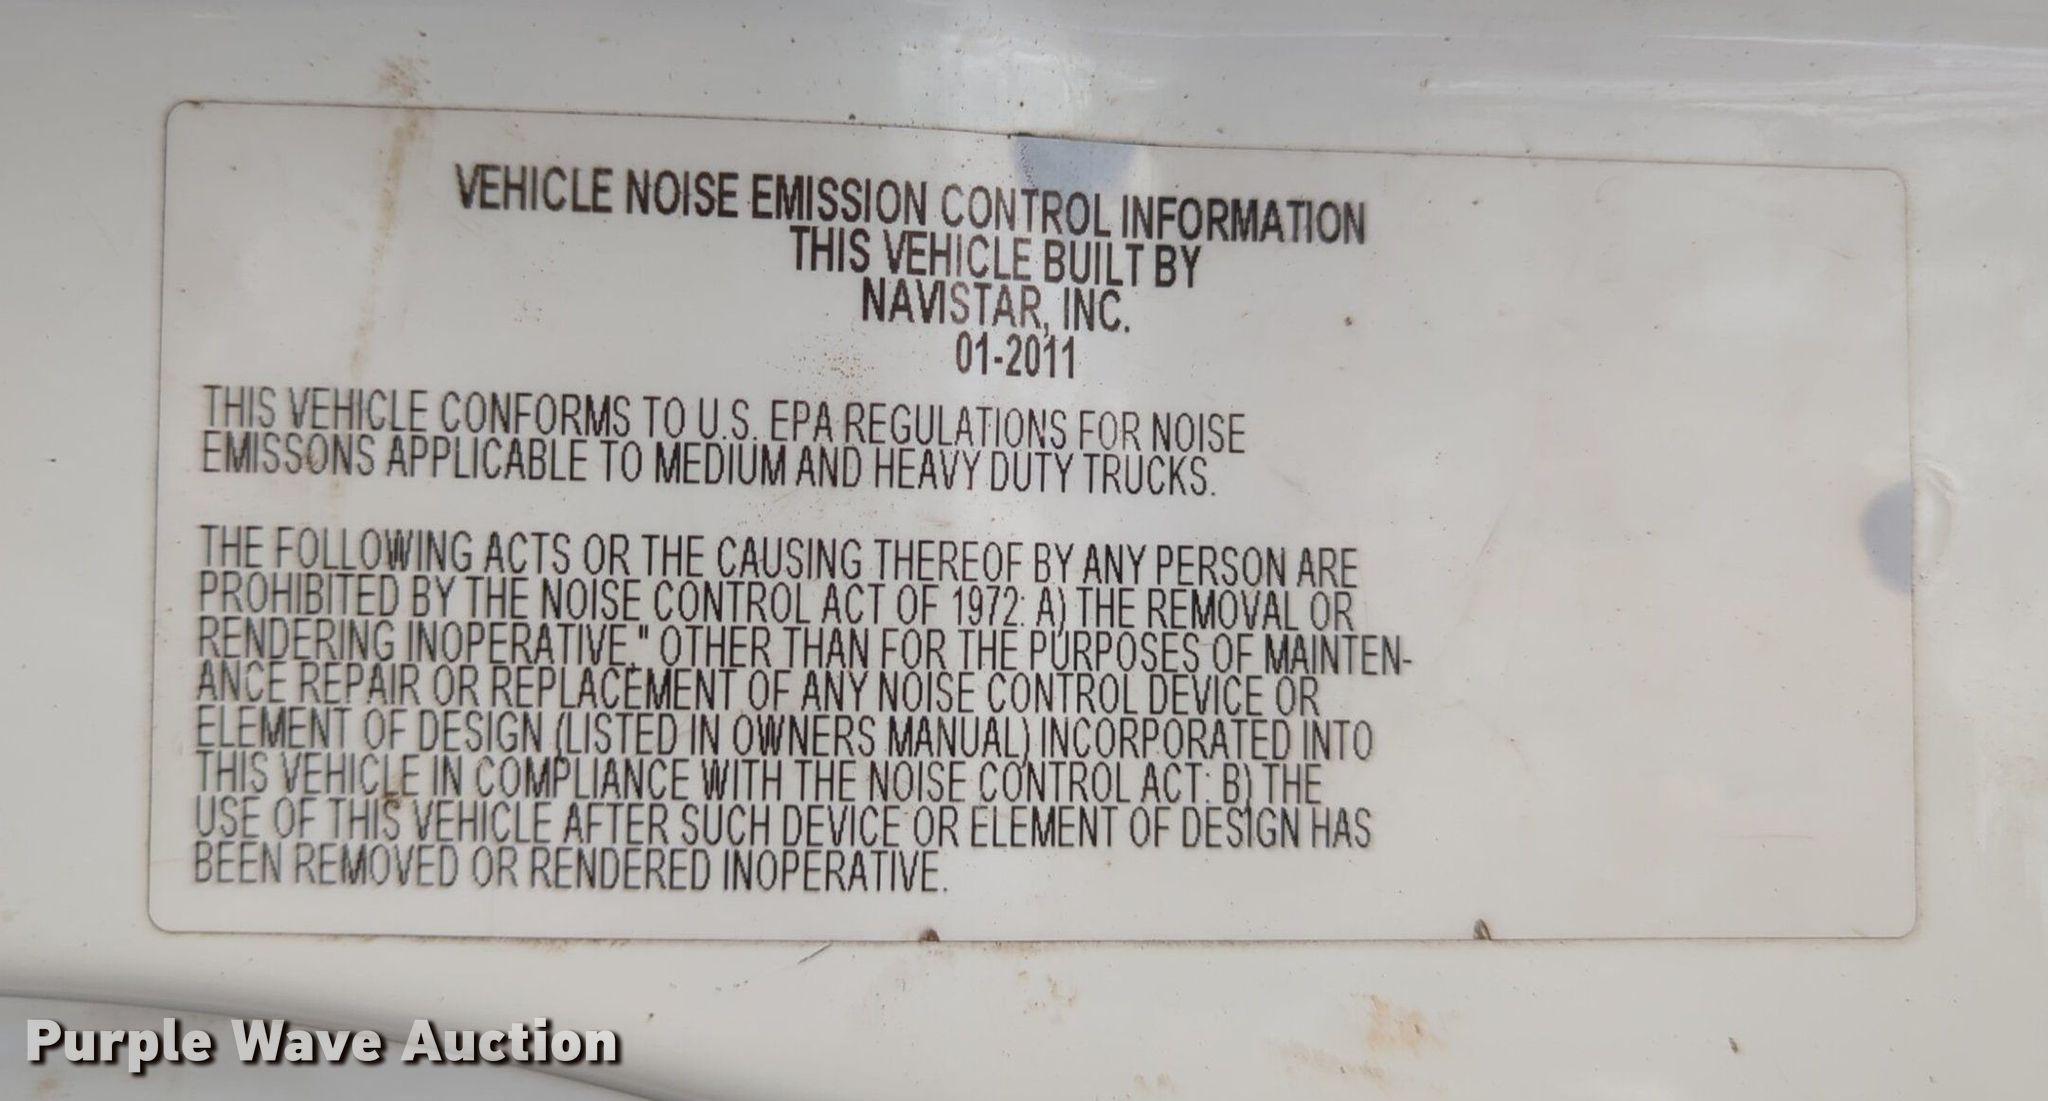 VEHICLE NOISE EMISSION CONTROL INFORMATION
THIS VEHICLE BUILT BY
NAVISTAR, INC.
01-2011
THIS VEHICLE CONFORMS TO U.S. EPA REGULATIONS FOR NOISE
EMISSONS APPLICABLE TO MEDIUM AND HEAVY DUTY TRUCKS.
THE FOLLOWING ACTS OR THE CAUSING THEREOF BY ANY PERSON ARE
PROHIBITED BY THE NOISE CONTROL ACT OF 1972: A) THE REMOVAL OR
RENDERING INOPERATIVE," OTHER THAN FOR THE PURPOSES OF MAINTEN-
ANCE REPAIR OR REPLACEMENT OF ANY NOISE CONTROL DEVICE OR
ELEMENT OF DESIGN (LISTED IN OWNERS MANUAL) INCORPORATED INTO
THIS VEHICLE IN COMPLIANCE WITH THE NOISE CONTROL ACT: B) THE
USE OF THIS VEHICLE AFTER SUCH DEVICE OR ELEMENT OF DESIGN HAS
BEEN REMOVED OR RENDERED INOPERATIVE.
Purple Wave Auction